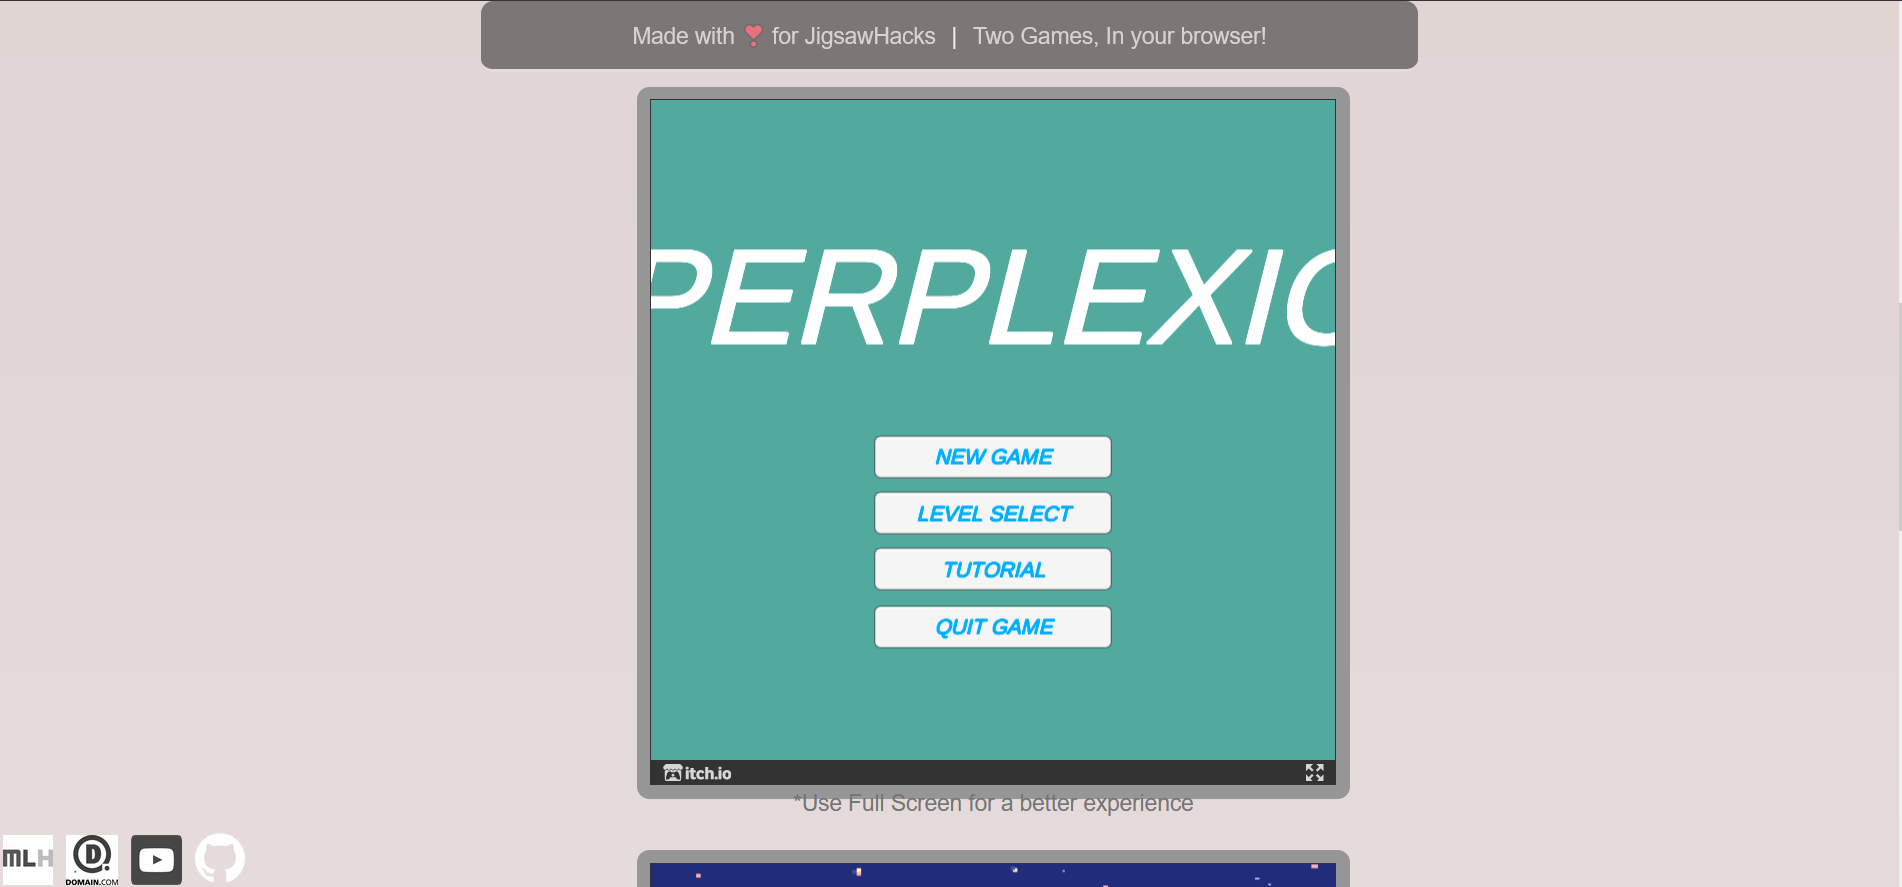 Made with ❣ for JigsawHacks | Two Games, In your browser!
PERPLEXIO
NEW GAME
LEVEL SELECT
TUTORIAL
QUIT GAME
itch.io
*Use Full Screen for a better experience
MLH
D
DOMAIN.COM